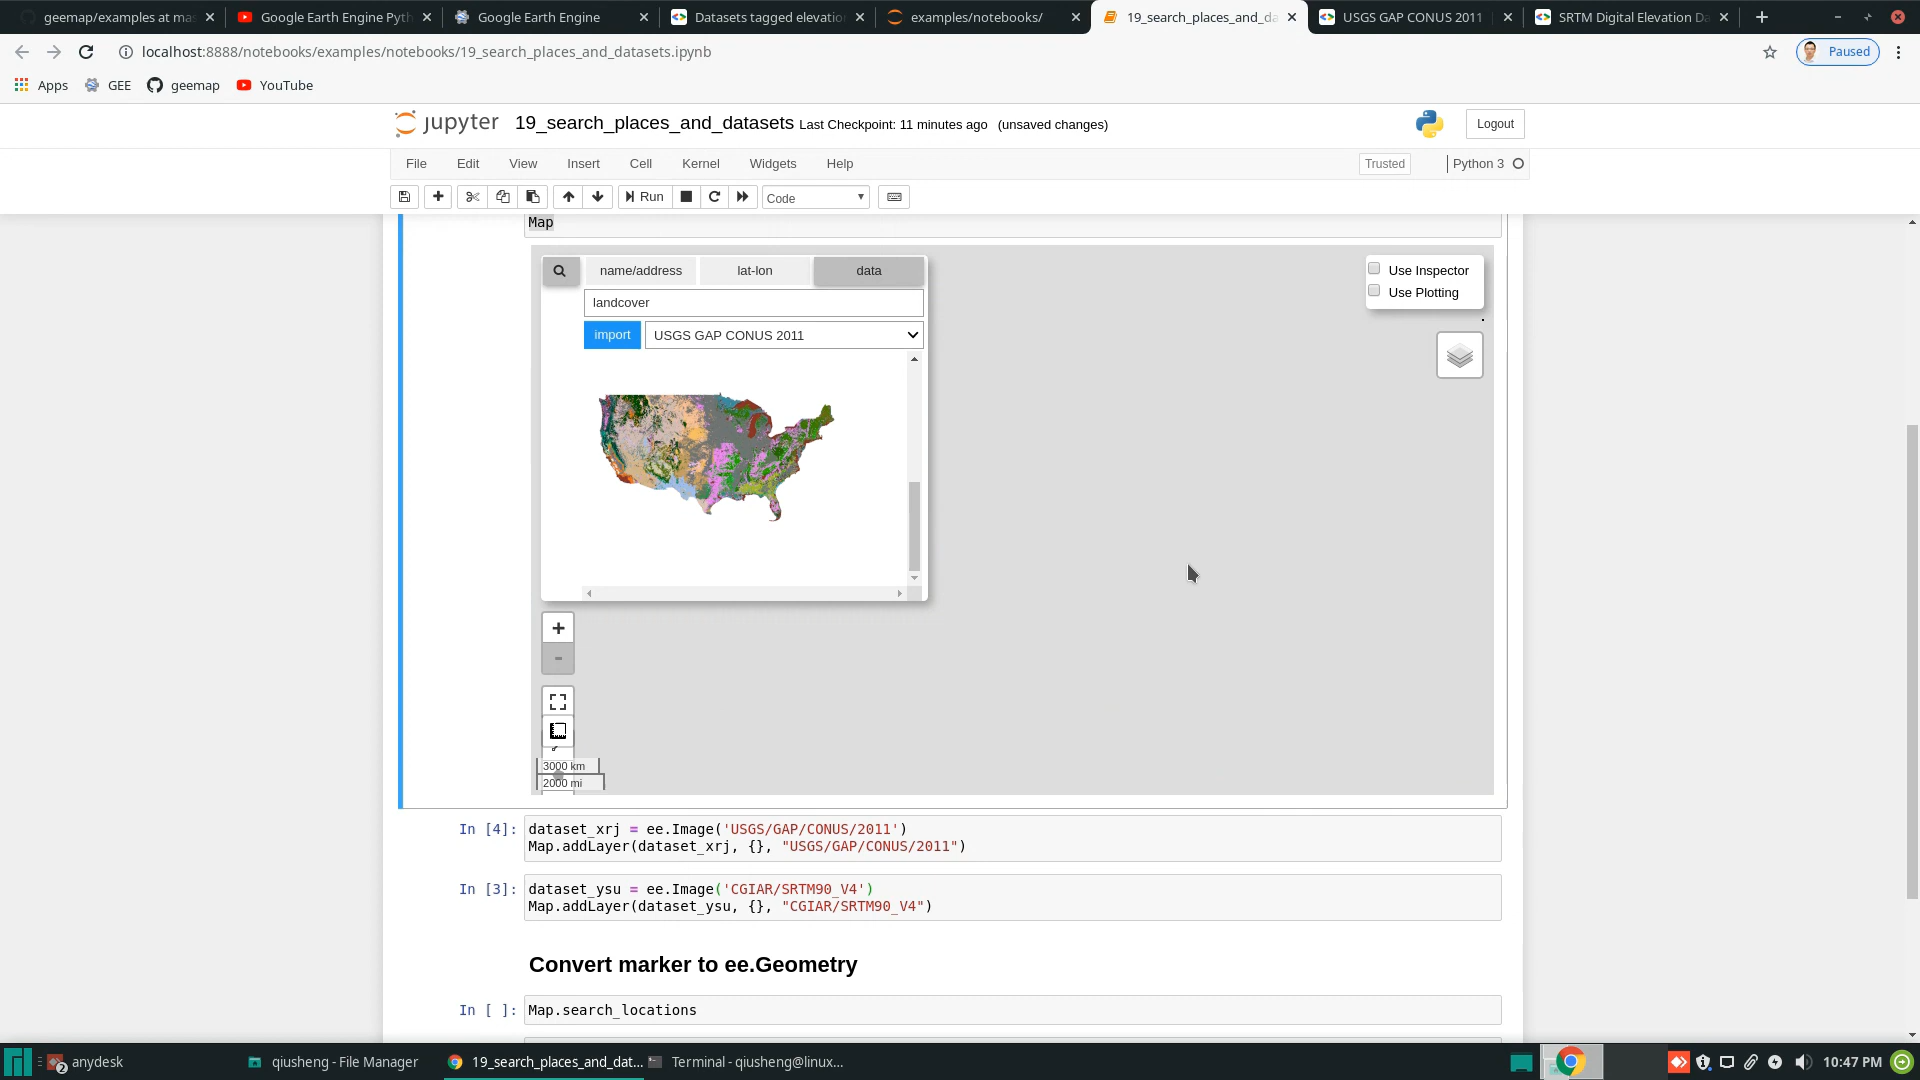 geemap/examples at mas
Google Earth Engine Pyth
Google Earth Engine
Datasets tagged elevatio
examples/notebooks/
19_search_places_and_da
USGS GAP CONUS 2011
SRTM Digital Elevation Da
localhost:8888/notebooks/examples/notebooks/19_search_places_and_datasets.ipynb
Paused
Apps
GEE
geemap
YouTube
jupyter
19_search_places_and_datasets Last Checkpoint: 11 minutes ago (unsaved changes)
Logout
File Edit View Insert Cell Kernel Widgets Help
Trusted
Python 3
Run
Code
Map
name/address
lat-lon
data
Use Inspector
landcover
Use Plotting
import
USGS GAP CONUS 2011
+
-
3000 km
2000 mi
In [4]: dataset_xrj = ee.Image('USGS/GAP/CONUS/2011')
Map.addLayer(dataset_xrj, {}, "USGS/GAP/CONUS/2011")
In [3]: dataset_ysu = ee.Image('CGIAR/SRTM90_V4')
Map.addLayer(dataset_ysu, {}, "CGIAR/SRTM90_V4")
Convert marker to ee.Geometry
In [ ]: Map.search_locations
2
anydesk
qiusheng - File Manager
19_search_places_and_dat...
Terminal - qiusheng@linux...
10:47 PM